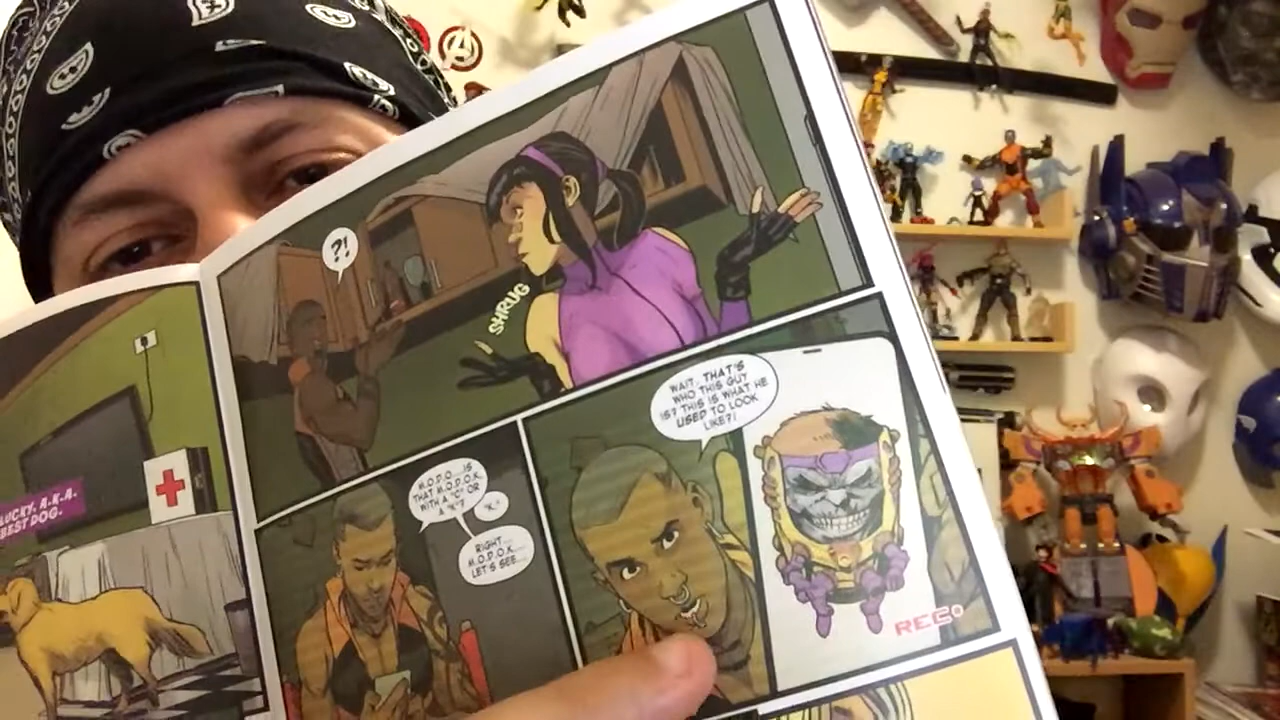 LUCKY, A.K.A.
BEST DOG.
?!
SHRUG
M.O.D.O....IS
THAT M.O.D.O.K.
WITH A "C" OR
A "K"?
"K."
RIGHT...
M.O.D.O.K....
LET'S SEE...
WAIT, THAT'S
WHO THIS GUY
IS? THIS IS WHAT HE
USED TO LOOK
LIKE?!
REC